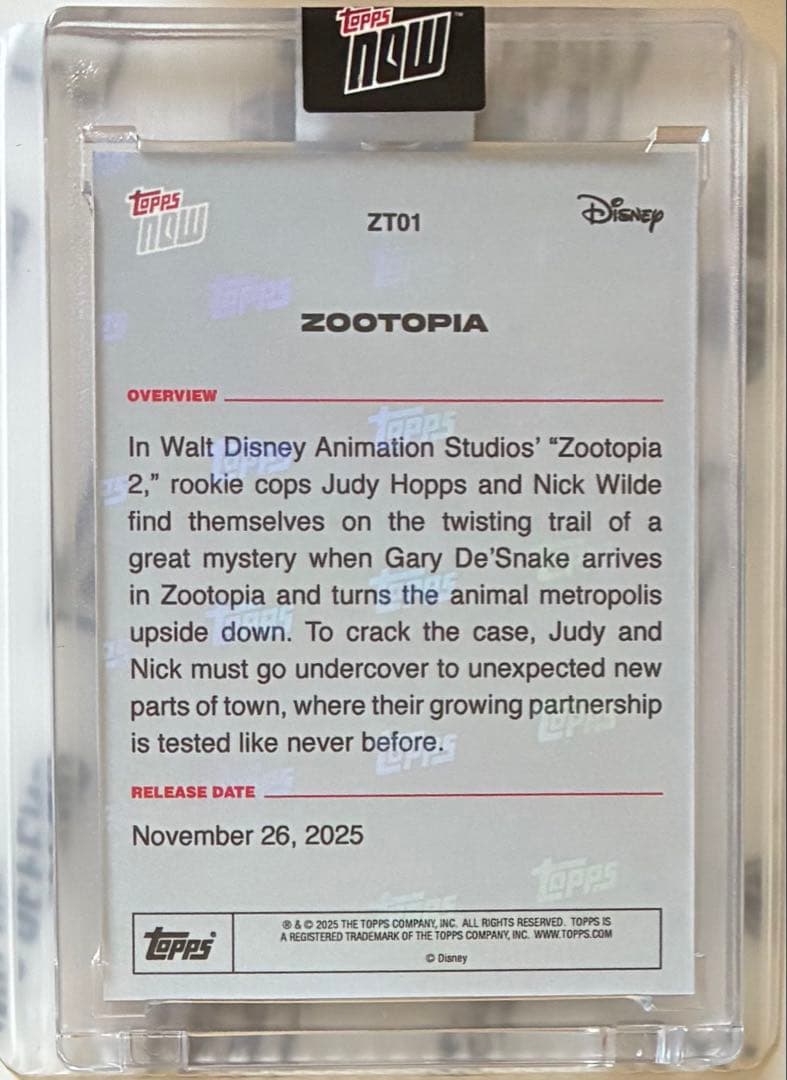 topps
NOW
topps
NOW
ZT01
Disney
ZOOTOPIA
OVERVIEW
In Walt Disney Animation Studios’ “Zootopia
2,” rookie cops Judy Hopps and Nick Wilde
find themselves on the twisting trail of a
great mystery when Gary De’Snake arrives
in Zootopia and turns the animal metropolis
upside down. To crack the case, Judy and
Nick must go undercover to unexpected new
parts of town, where their growing partnership
is tested like never before.
RELEASE DATE
November 26, 2025
topps®
® & © 2025 THE TOPPS COMPANY, INC. ALL RIGHTS RESERVED. TOPPS IS
A REGISTERED TRADEMARK OF THE TOPPS COMPANY, INC. WWW.TOPPS.COM
© Disney